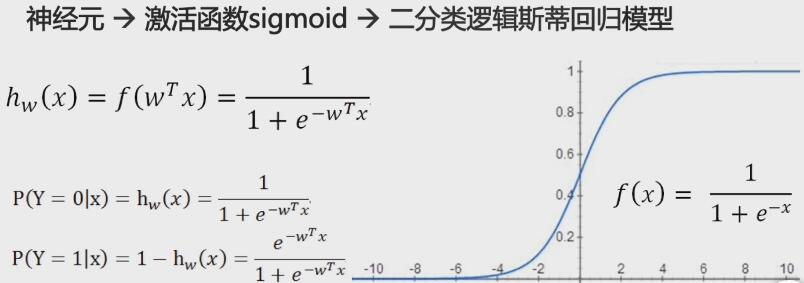 神经元 → 激活函数sigmoid → 二分类逻辑斯蒂回归模型
h_w(x) = f(w^T x) = 1 / (1 + e^{-w^T x})
P(Y = 0|x) = h_w(x) = 1 / (1 + e^{-w^T x})
P(Y = 1|x) = 1 − h_w(x) = e^{-w^T x} / (1 + e^{-w^T x})
1
0.8
0.6
0.4
0.2
f(x) = 1 / (1 + e^{-x})
-10 -8 -6 -4 -2 2 4 6 8 10